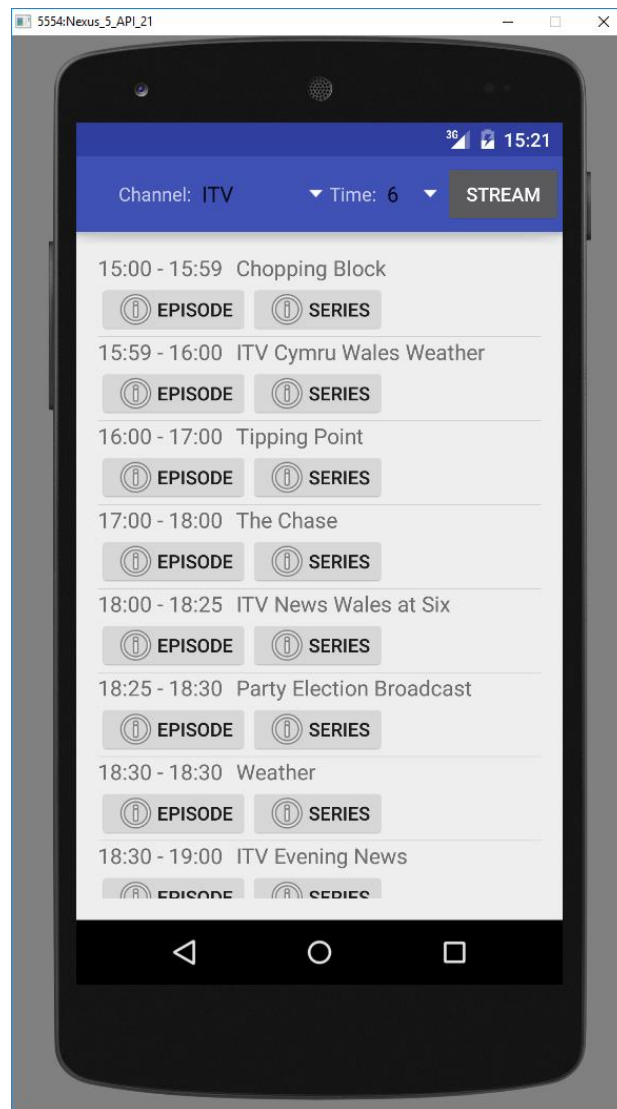 5554:Nexus_5_API_21
3G 15:21
Channel: ITV Time: 6 STREAM
15:00 - 15:59 Chopping Block
EPISODE SERIES
15:59 - 16:00 ITV Cymru Wales Weather
EPISODE SERIES
16:00 - 17:00 Tipping Point
EPISODE SERIES
17:00 - 18:00 The Chase
EPISODE SERIES
18:00 - 18:25 ITV News Wales at Six
EPISODE SERIES
18:25 - 18:30 Party Election Broadcast
EPISODE SERIES
18:30 - 18:30 Weather
EPISODE SERIES
18:30 - 19:00 ITV Evening News
EPISODE SERIES